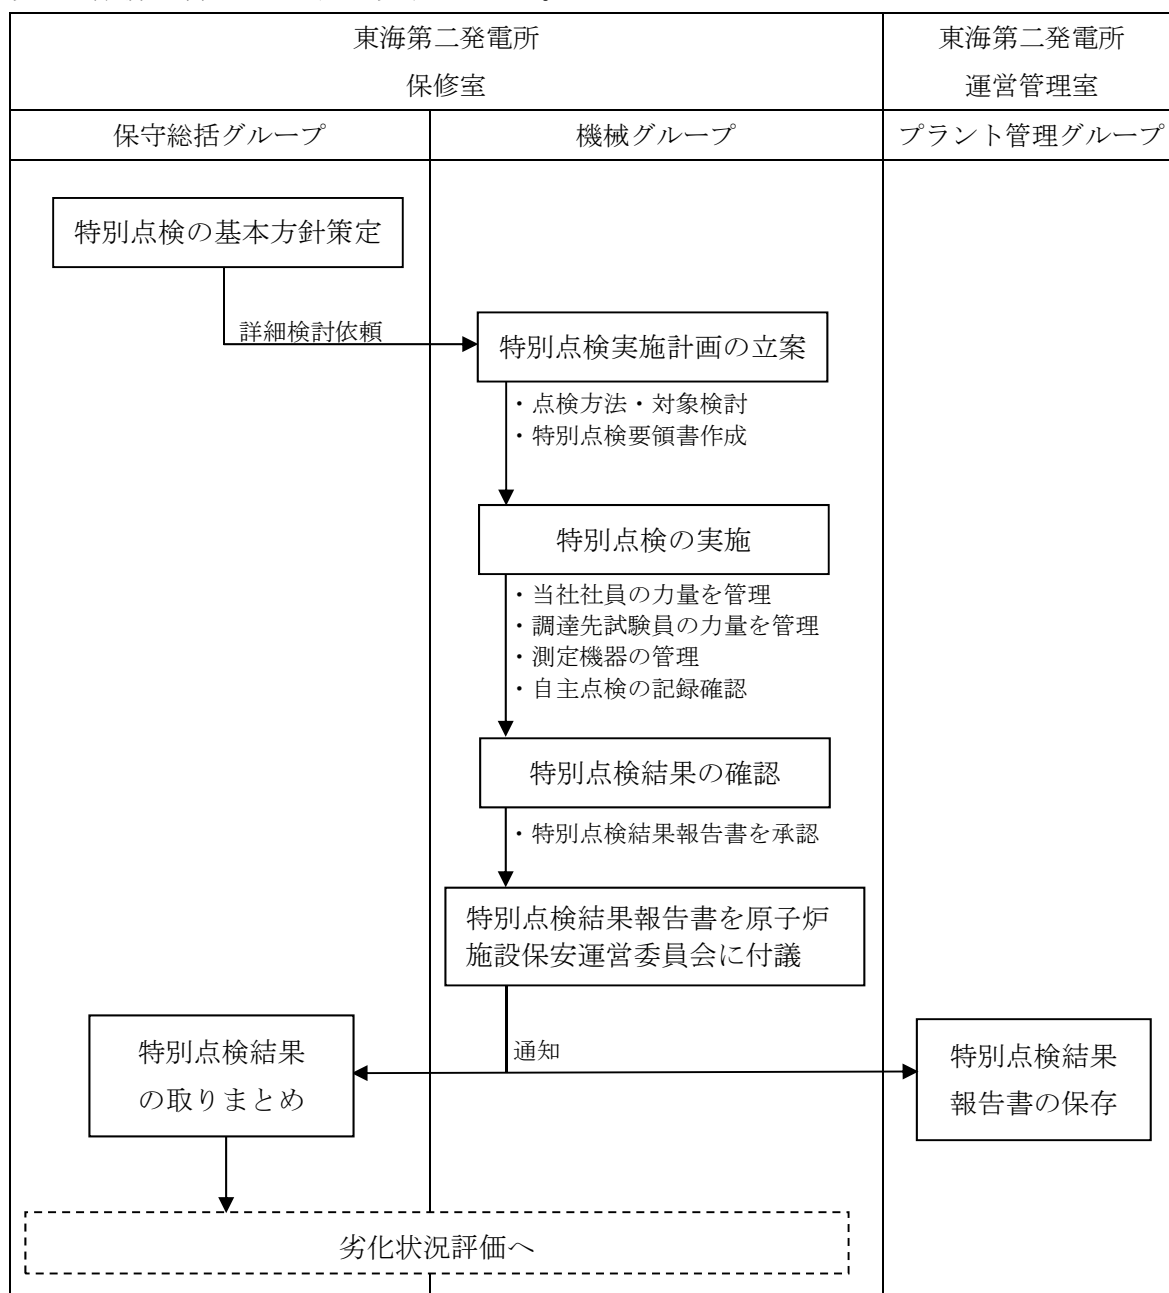 東海第二発電所
保修室
東海第二発電所
運営管理室
保守総括グループ
機械グループ
プラント管理グループ
特別点検の基本方針策定
詳細検討依頼
特別点検実施計画の立案
・点検方法・対象検討
・特別点検要領書作成
特別点検の実施
・当社社員の力量を管理
・調達先試験員の力量を管理
・測定機器の管理
・自主点検の記録確認
特別点検結果の確認
・特別点検結果報告書を承認
特別点検結果報告書を原子炉
施設保安運営委員会に付議
通知
特別点検結果
の取りまとめ
特別点検結果
報告書の保存
劣化状況評価へ